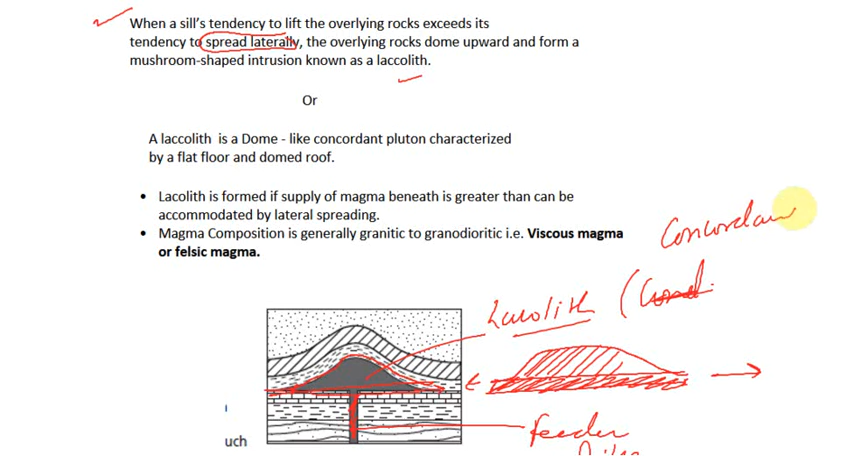 When a sill's tendency to lift the overlying rocks exceeds its
tendency to spread laterally, the overlying rocks dome upward and form a
mushroom-shaped intrusion known as a laccolith.
Or
A laccolith is a Dome - like concordant pluton characterized
by a flat floor and domed roof.
• Lacolith is formed if supply of magma beneath is greater than can be
accommodated by lateral spreading.
• Magma Composition is generally granitic to granodioritic i.e. Viscous magma
or felsic magma.
Concordan
Lacolith (
feeder
uch